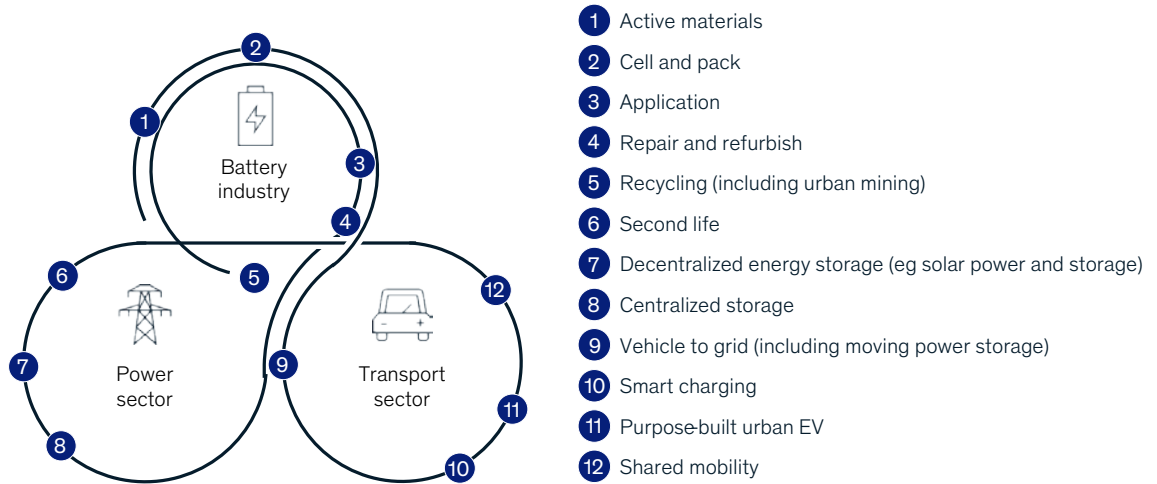 2
1
Battery
industry
3
4
5
6
Power
sector
7
8
12
Transport
sector
9
11
10
- +
1 Active materials
2 Cell and pack
3 Application
4 Repair and refurbish
5 Recycling (including urban mining)
6 Second life
7 Decentralized energy storage (eg solar power and storage)
8 Centralized storage
9 Vehicle to grid (including moving power storage)
10 Smart charging
11 Purpose-built urban EV
12 Shared mobility